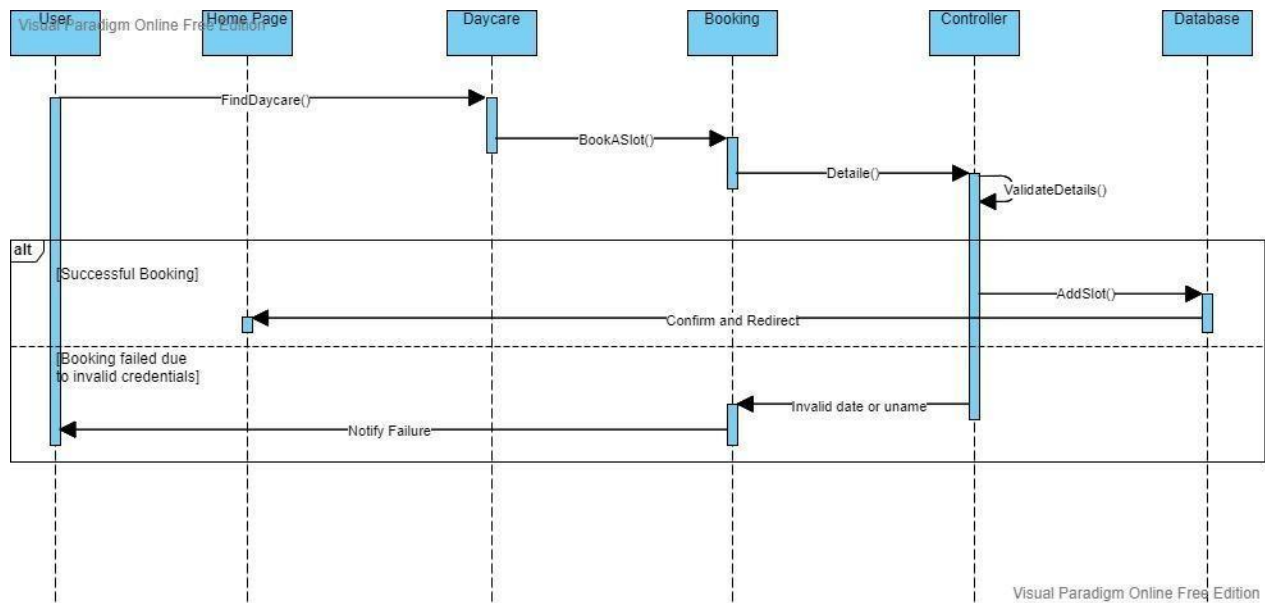 User
Home Page
Daycare
Booking
Controller
Database
Visual Paradigm Online Free Edition
FindDaycare()
BookASlot()
Detaile()
ValidateDetails()
alt
[Successful Booking]
AddSlot()
Confirm and Redirect
[Booking failed due
to invalid credentials]
Invalid date or uname
Notify Failure
Visual Paradigm Online Free Edition